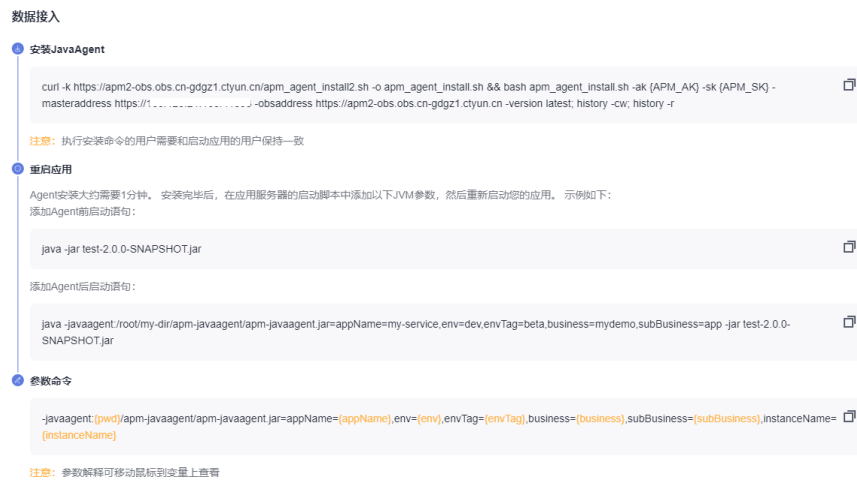 数据接入
安装JavaAgent
curl -k https://apm2-obs.obs.cn-gdgz1.ctyun.cn/apm_agent_install2.sh -o apm_agent_install.sh && bash apm_agent_install.sh -ak {APM_AK} -sk {APM_SK} -
masteraddress https:// -obsaddress https://apm2-obs.obs.cn-gdgz1.ctyun.cn -version latest; history -cw; history -r
注意：执行安装命令的用户需要和启动应用的用户保持一致
重启应用
Agent安装大约需要1分钟。 安装完毕后，在应用服务器的启动脚本中添加以下JVM参数，然后重新启动您的应用。 示例如下：
添加Agent前启动语句：
java -jar test-2.0.0-SNAPSHOT.jar
添加Agent后启动语句：
java -javaagent:/root/my-dir/apm-javaagent/apm-javaagent.jar=appName=my-service,env=dev,envTag=beta,business=mydemo,subBusiness=app -jar test-2.0.0-
SNAPSHOT.jar
参数命令
-javaagent:{pwd}/apm-javaagent/apm-javaagent.jar=appName={appName},env={env},envTag={envTag},business={business},subBusiness={subBusiness},instanceName=
{instanceName}
注意：参数解释可移动鼠标到变量上查看